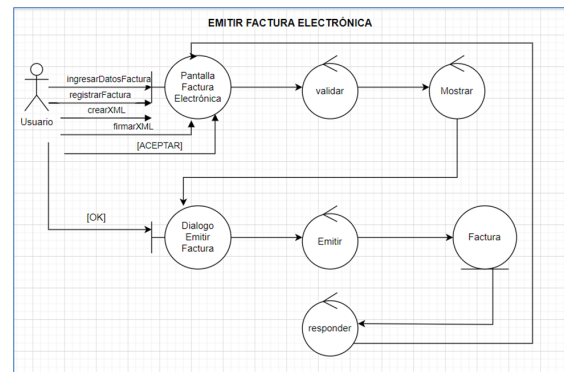 EMITIR FACTURA ELECTRÓNICA
ingresarDatosFactura
registrarFactura
crearXML
firmarXML
[ACEPTAR]
Usuario
Pantalla
Factura
Electrónica
validar
Mostrar
[OK]
Dialogo
Emitir
Factura
Emitir
Factura
responder